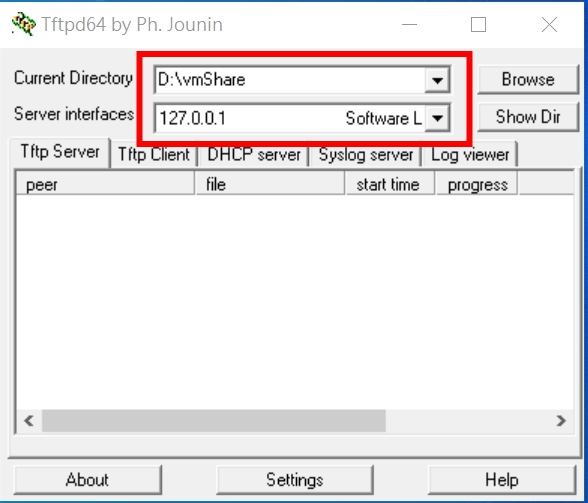 Tftpd64 by Ph. Jounin
Current Directory D:\vmShare Browse
Server interfaces 127.0.0.1 Software L Show Dir
Tftp Server Tftp Client DHCP server Syslog server Log viewer
peer file start time progress
About Settings Help